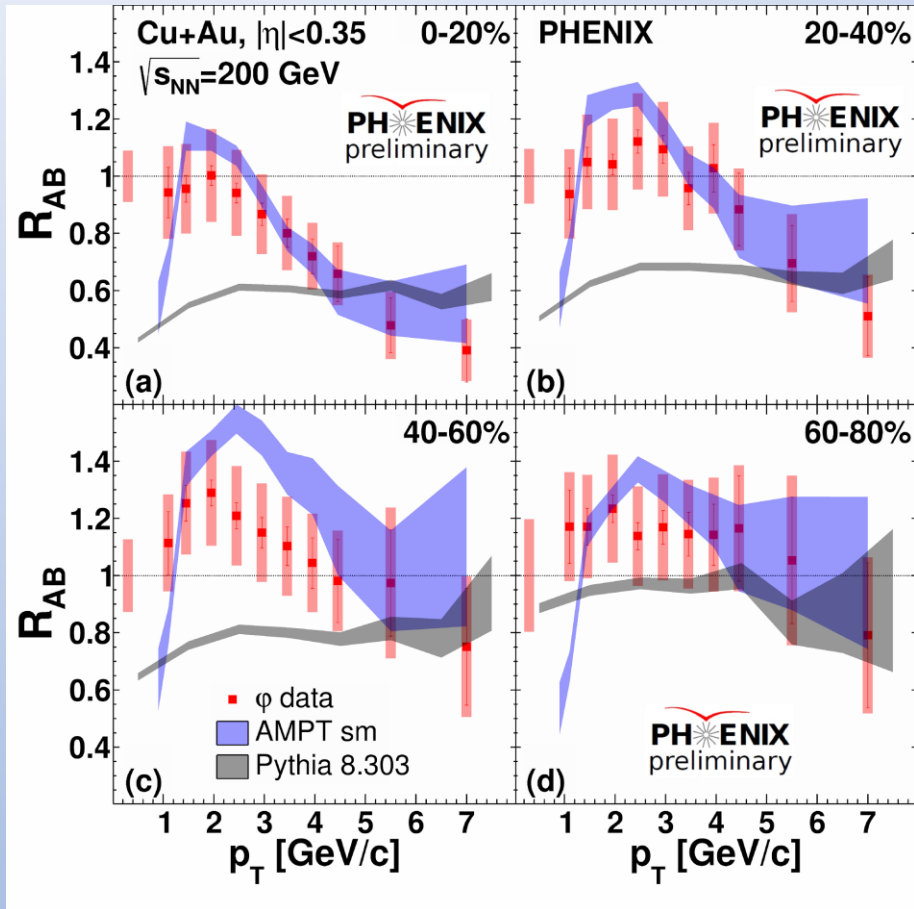 Cu+Au, |η|<0.35 0-20%
√sNN=200 GeV
PHENIX
preliminary
PHENIX 20-40%
PHENIX
preliminary
RAB
1.4
1.2
1
0.8
0.6
0.4
(a)
(b)
40-60%
60-80%
RAB
1.4
1.2
1
0.8
0.6
0.4
φ data
AMPT sm
Pythia 8.303
(c)
PHENIX
preliminary
(d)
1 2 3 4 5 6 7
pT [GeV/c]
1 2 3 4 5 6 7
pT [GeV/c]